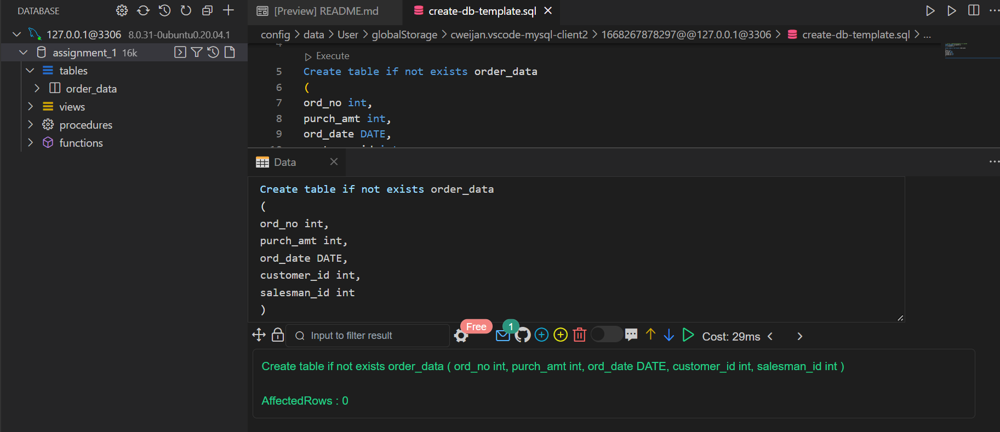 DATABASE
127.0.0.1@3306 8.0.31-0ubuntu0.20.04.1
assignment_1 16k
tables
order_data
views
procedures
functions
[Preview] README.md
create-db-template.sql
config > data > User > globalStorage > cweijan.vscode-mysql-client2 > 1668267878297@@127.0.0.1@3306 > create-db-template.sql > ...
Execute
5 Create table if not exists order_data
6 (
7 ord_no int,
8 purch_amt int,
9 ord_date DATE,
Data
Create table if not exists order_data
(
ord_no int,
purch_amt int,
ord_date DATE,
customer_id int,
salesman_id int
)
Input to filter result
Free
1
Cost: 29ms
Create table if not exists order_data ( ord_no int, purch_amt int, ord_date DATE, customer_id int, salesman_id int )
AffectedRows : 0